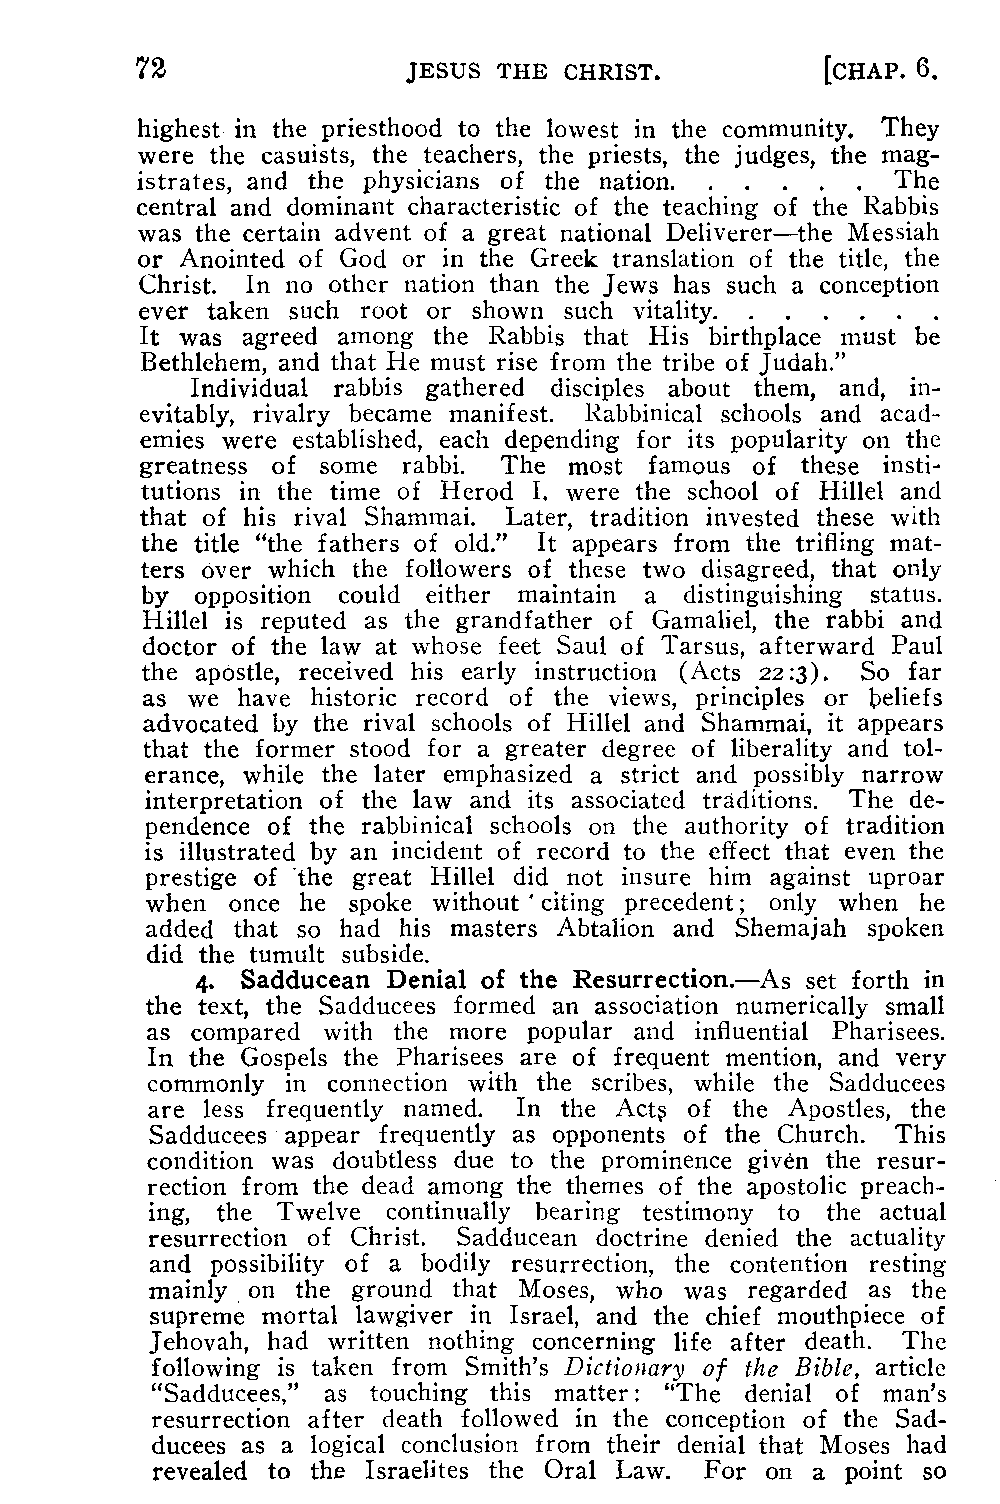 72 JESUS THE CHRIST. [CHAP. 6.
highest in the priesthood to the lowest in the community. They
were the casuists, the teachers, the priests, the judges, the mag-
istrates, and the physicians of the nation. . . . . . The
central and dominant characteristic of the teaching of the Rabbis
was the certain advent of a great national Deliverer—the Messiah
or Anointed of God or in the Greek translation of the title, the
Christ. In no other nation than the Jews has such a conception
ever taken such root or shown such vitality. . . . . . .
It was agreed among the Rabbis that His birthplace must be
Bethlehem, and that He must rise from the tribe of Judah."
Individual rabbis gathered disciples about them, and, in-
evitably, rivalry became manifest. Rabbinical schools and acad-
emies were established, each depending for its popularity on the
greatness of some rabbi. The most famous of these insti-
tutions in the time of Herod I. were the school of Hillel and
that of his rival Shammai. Later, tradition invested these with
the title "the fathers of old." It appears from the trifling mat-
ters over which the followers of these two disagreed, that only
by opposition could either maintain a distinguishing status.
Hillel is reputed as the grandfather of Gamaliel, the rabbi and
doctor of the law at whose feet Saul of Tarsus, afterward Paul
the apostle, received his early instruction (Acts 22:3). So far
as we have historic record of the views, principles or beliefs
advocated by the rival schools of Hillel and Shammai, it appears
that the former stood for a greater degree of liberality and tol-
erance, while the later emphasized a strict and possibly narrow
interpretation of the law and its associated traditions. The de-
pendence of the rabbinical schools on the authority of tradition
is illustrated by an incident of record to the effect that even the
prestige of the great Hillel did not insure him against uproar
when once he spoke without citing precedent; only when he
added that so had his masters Abtalion and Shemajah spoken
did the tumult subside.
4. Sadducean Denial of the Resurrection.—As set forth in
the text, the Sadducees formed an association numerically small
as compared with the more popular and influential Pharisees.
In the Gospels the Pharisees are of frequent mention, and very
commonly in connection with the scribes, while the Sadducees
are less frequently named. In the Acts of the Apostles, the
Sadducees appear frequently as opponents of the Church. This
condition was doubtless due to the prominence given the resur-
rection from the dead among the themes of the apostolic preach-
ing, the Twelve continually bearing testimony to the actual
resurrection of Christ. Sadducean doctrine denied the actuality
and possibility of a bodily resurrection, the contention resting
mainly on the ground that Moses, who was regarded as the
supreme mortal lawgiver in Israel, and the chief mouthpiece of
Jehovah, had written nothing concerning life after death. The
following is taken from Smith's Dictionary of the Bible, article
"Sadducees," as touching this matter: "The denial of man's
resurrection after death followed in the conception of the Sad-
ducees as a logical conclusion from their denial that Moses had
revealed to the Israelites the Oral Law. For on a point so